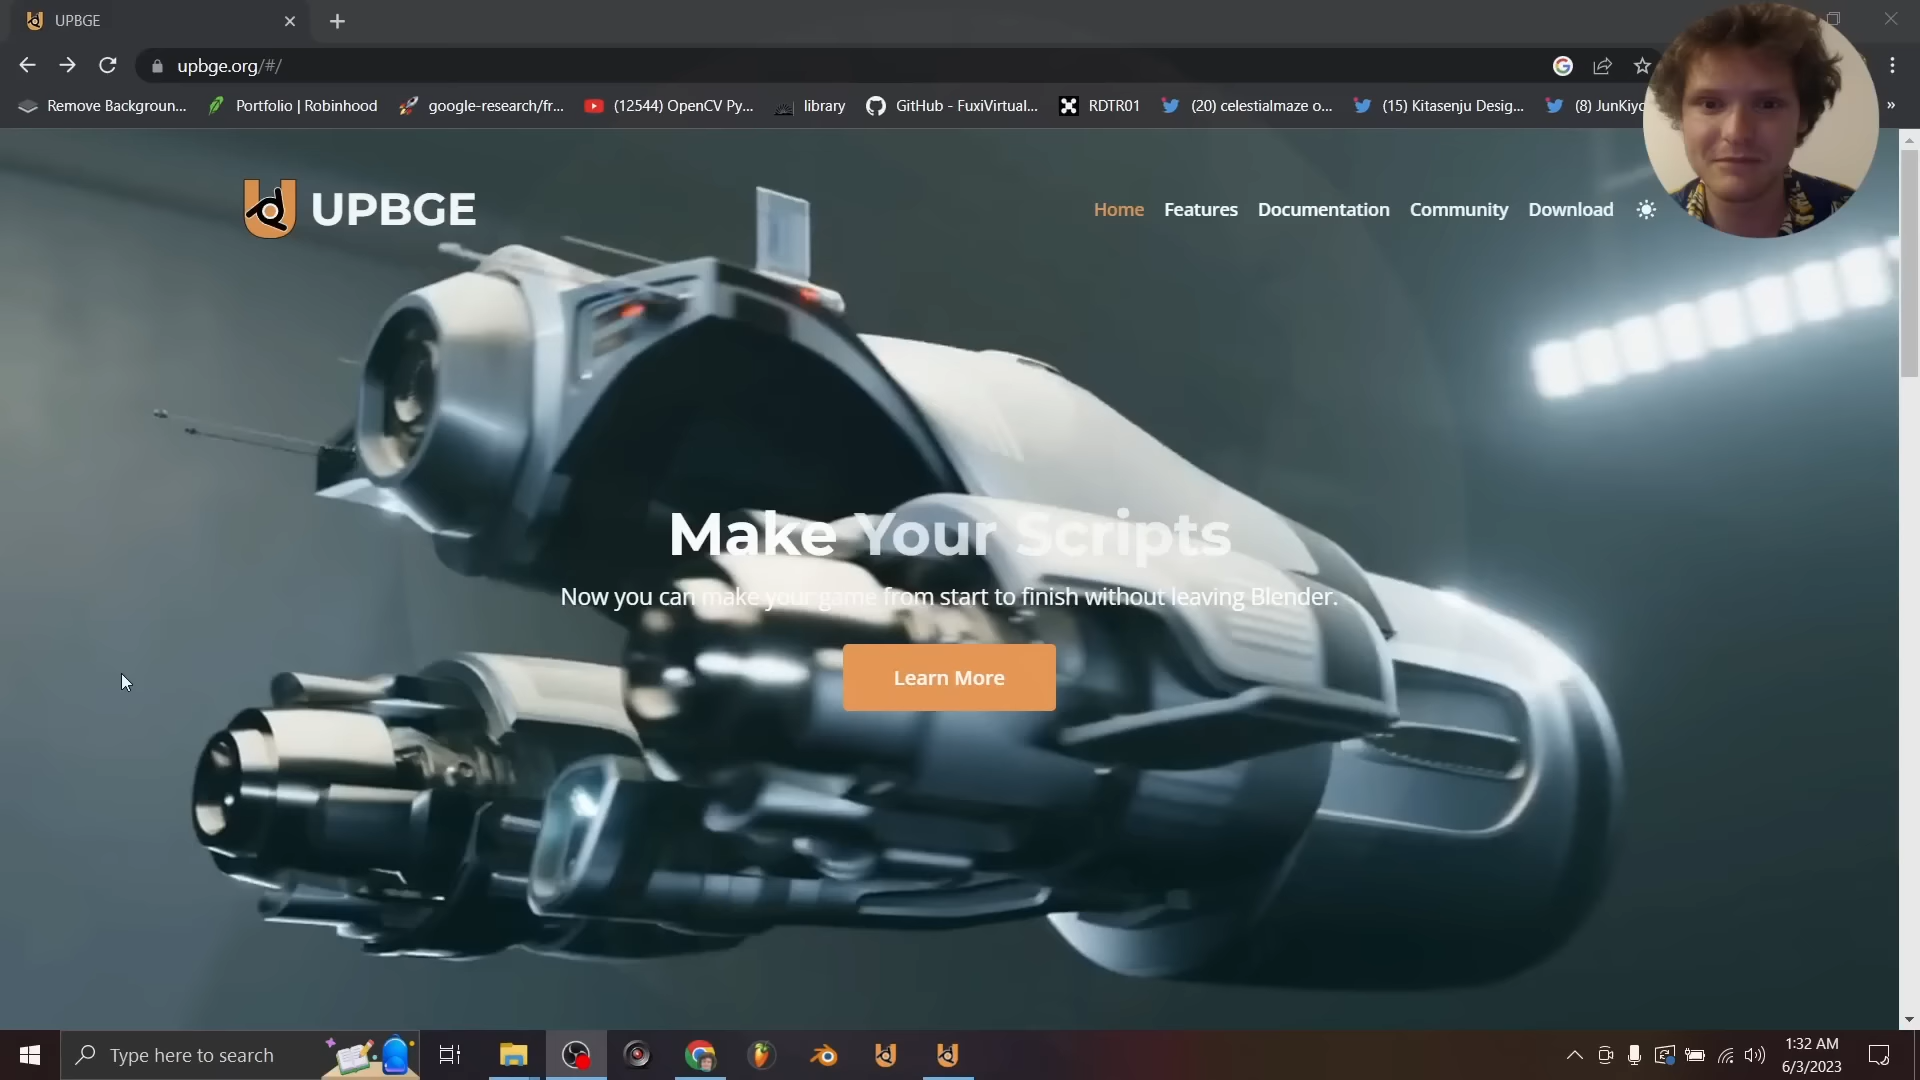 UPBGE
upbge.org/#/
Remove Backgroun...
Portfolio | Robinhood
google-research/fr...
(12544) OpenCV Py...
library
GitHub - FuxiVirtual...
RDTR01
(20) celestialmaze o...
(15) Kitasenju Desig...
(8) JunKiyo
»
UPBGE
Home
Features
Documentation
Community
Download
Make Your Scripts
Now you can make your game from start to finish without leaving Blender.
Learn More
Type here to search
1:32 AM
6/3/2023